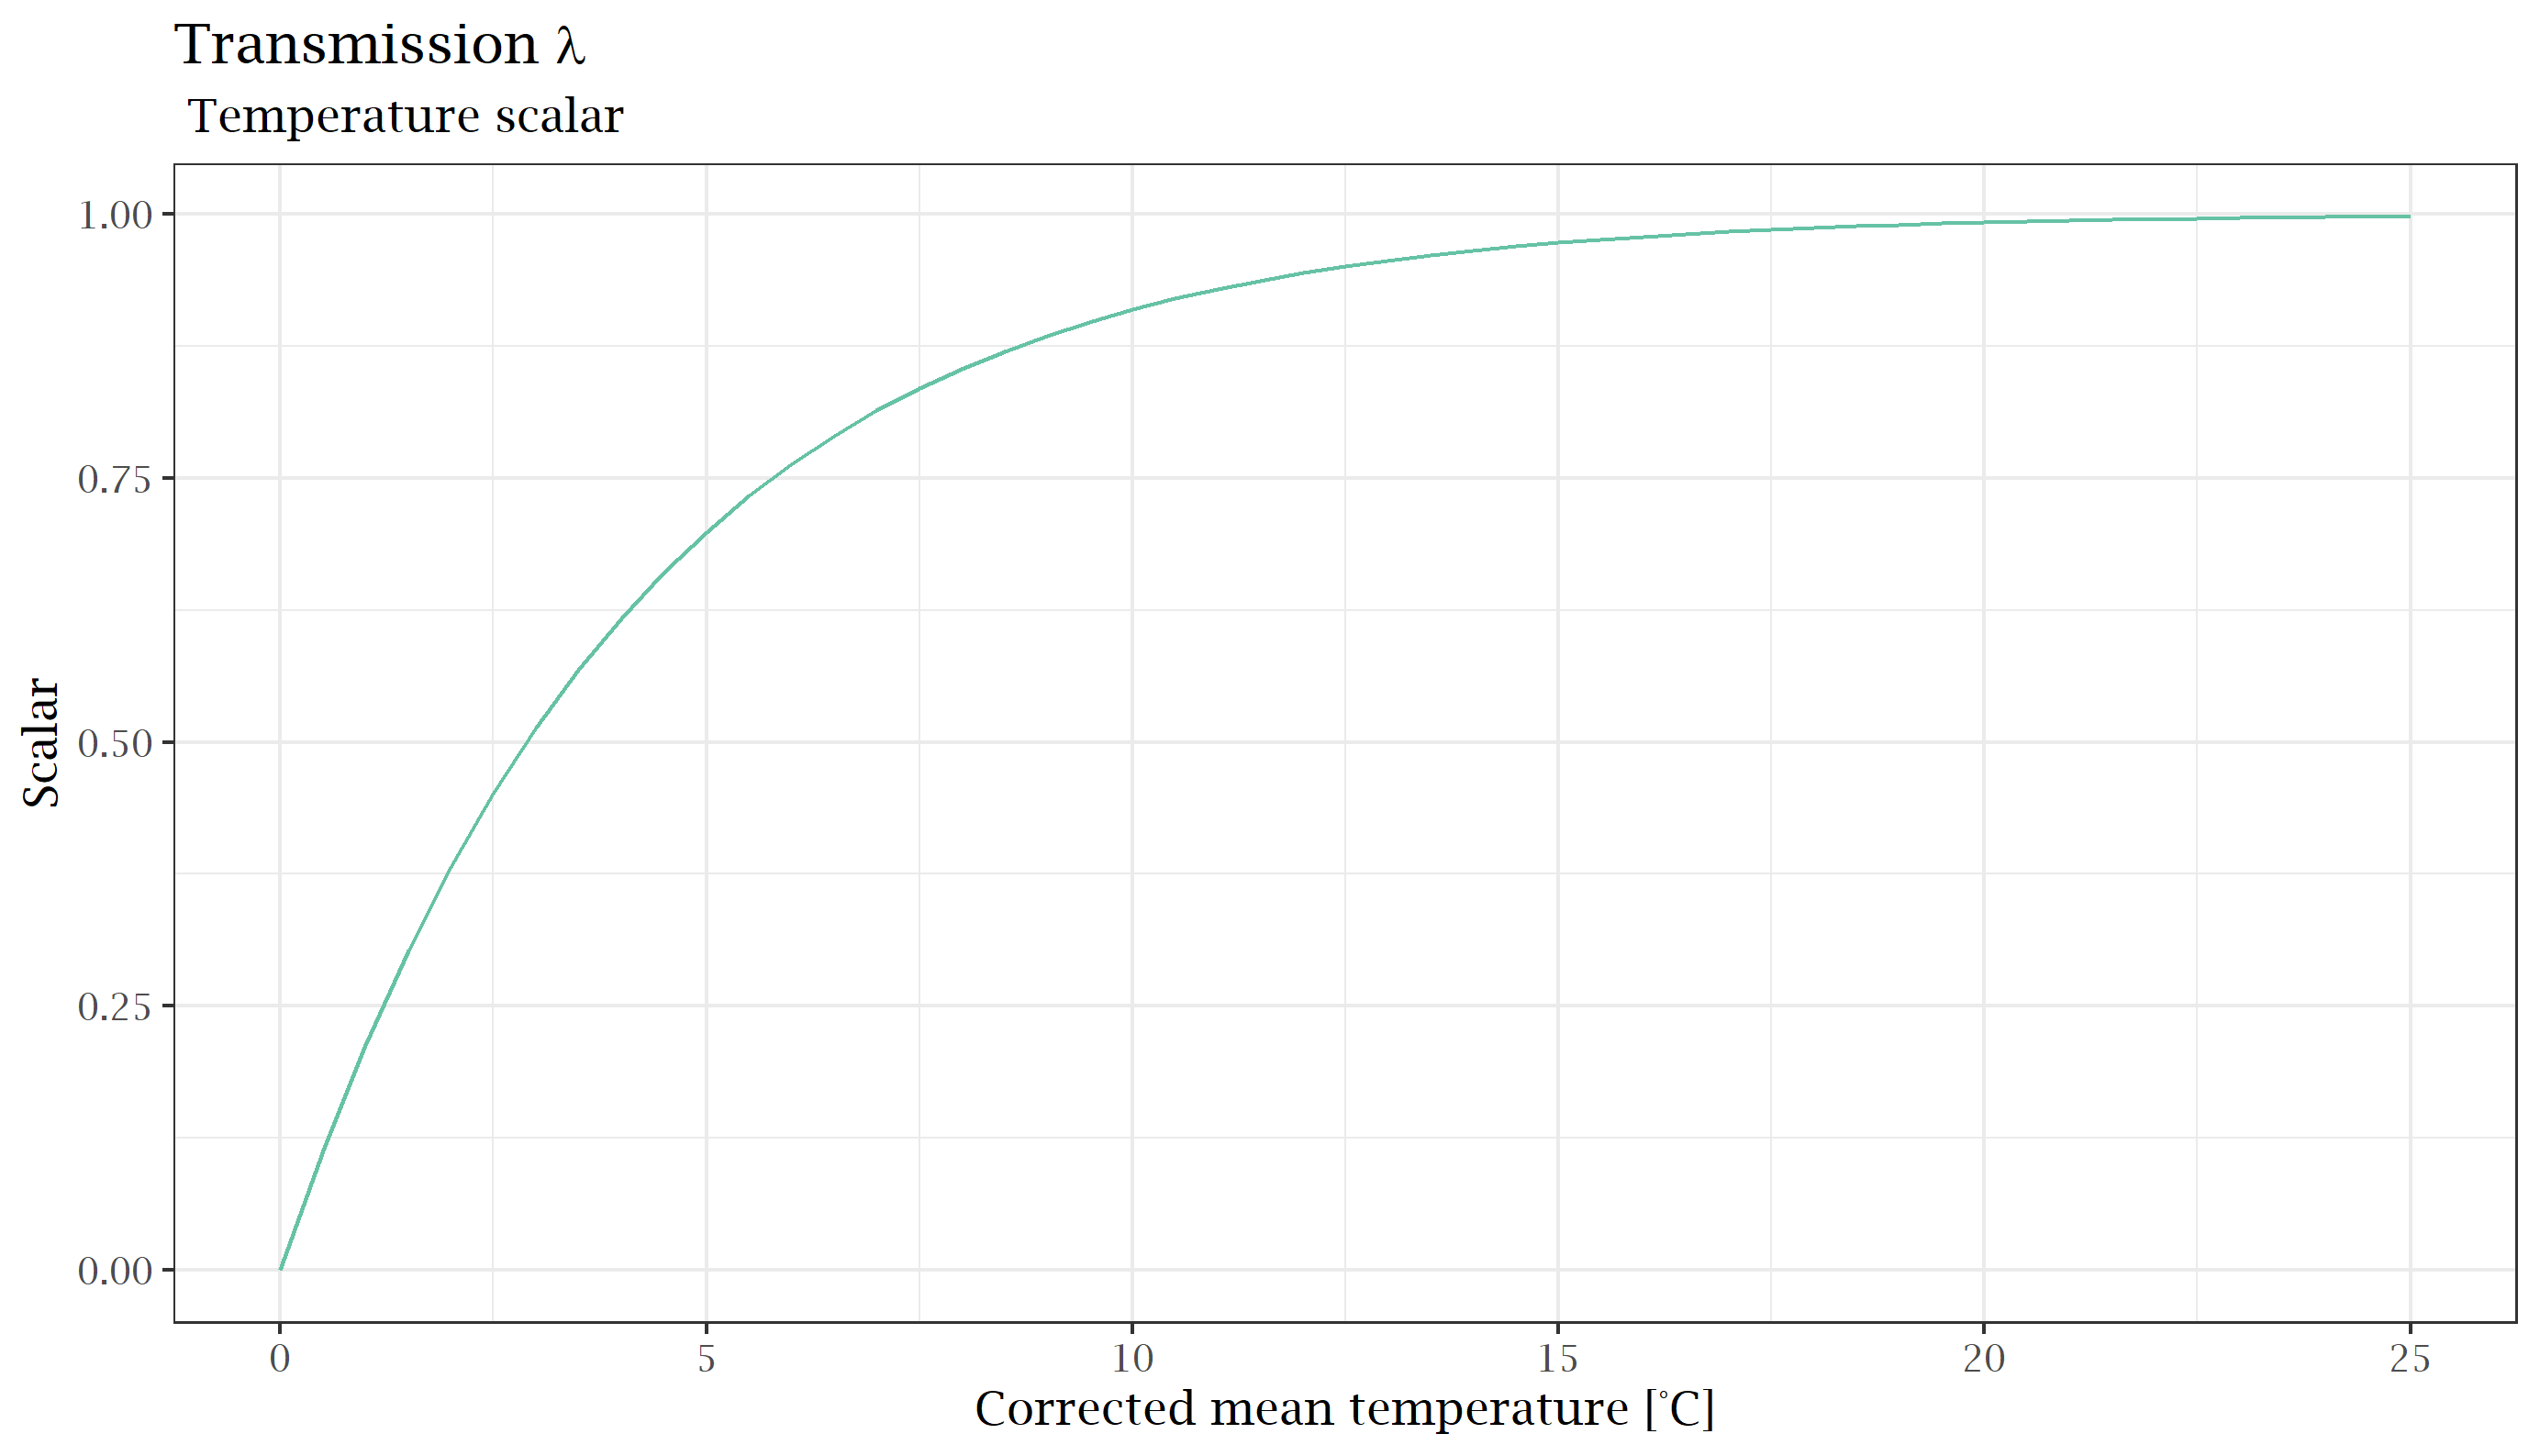 Transmission λ
Temperature scalar
Scalar
1.00
0.75
0.50
0.25
0.00
0 5 10 15 20 25
Corrected mean temperature [°C]